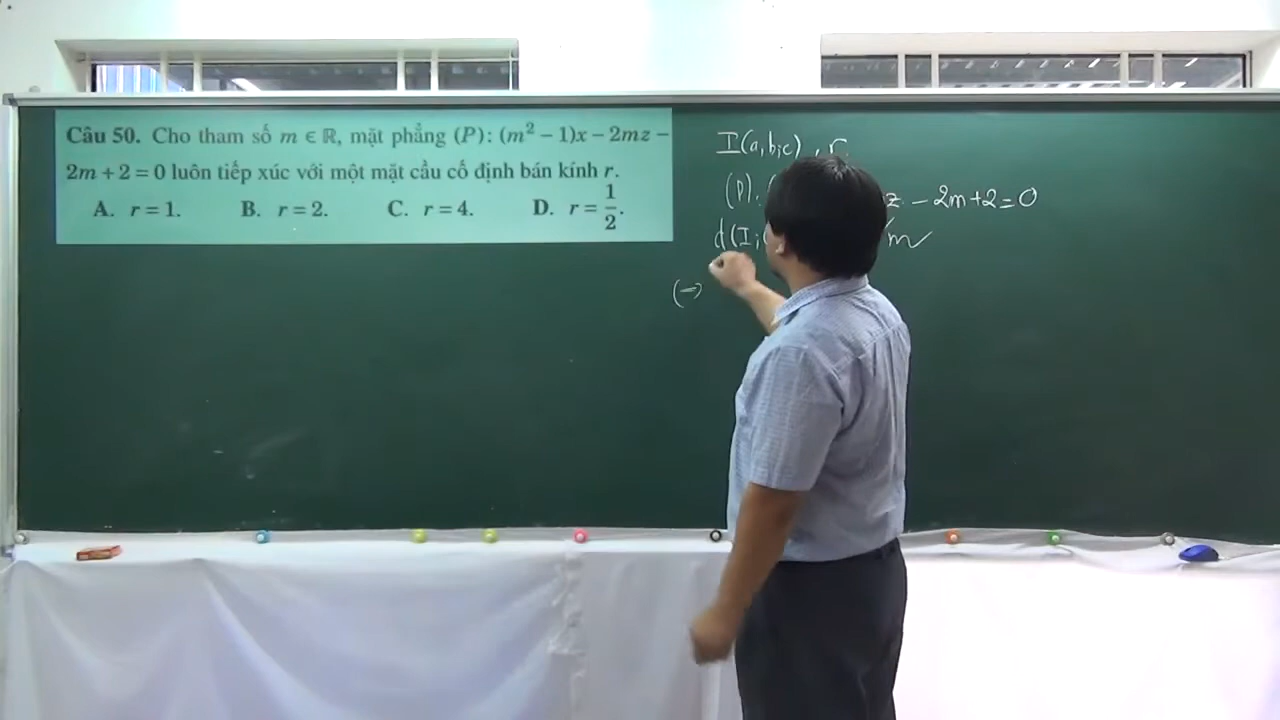 Câu 50. Cho tham số m ∈ ℝ, mặt phẳng (P): (m² − 1)x − 2mz −
2m + 2 = 0 luôn tiếp xúc với một mặt cầu cố định bán kính r.
A. r = 1. B. r = 2. C. r = 4. D. r = 1/2.
I(a,b,c), r
(P): ( z − 2m+2=0
d(I; m
(→)